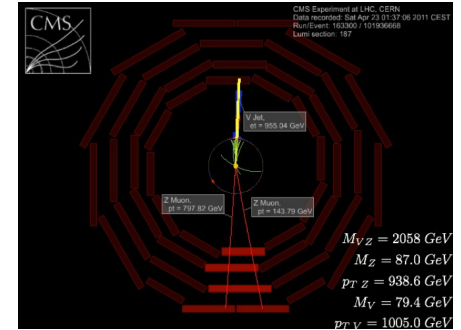 CMS
CMS Experiment at LHC, CERN
Data recorded: Sat Apr 23 01:37:06 2011 CEST
Run/Event: 163300 / 101936668
Lumi section: 187
V Jet,
et = 955.04 GeV
Z Muon,
pt = 797.82 GeV
Z Muon,
pt = 143.79 GeV
M_{VZ} = 2058 GeV
M_Z = 87.0 GeV
p_{T Z} = 938.6 GeV
M_V = 79.4 GeV
p_{T V} = 1005.0 GeV